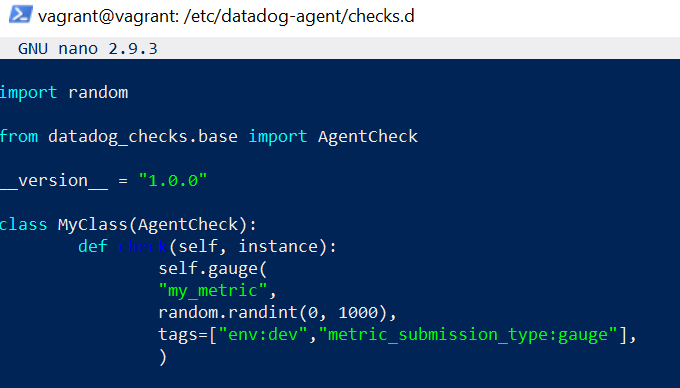 vagrant@vagrant: /etc/datadog-agent/checks.d
GNU nano 2.9.3
import random
from datadog_checks.base import AgentCheck
__version__ = "1.0.0"
class MyClass(AgentCheck):
def check(self, instance):
self.gauge(
"my_metric",
random.randint(0, 1000),
tags=["env:dev","metric_submission_type:gauge"],
)